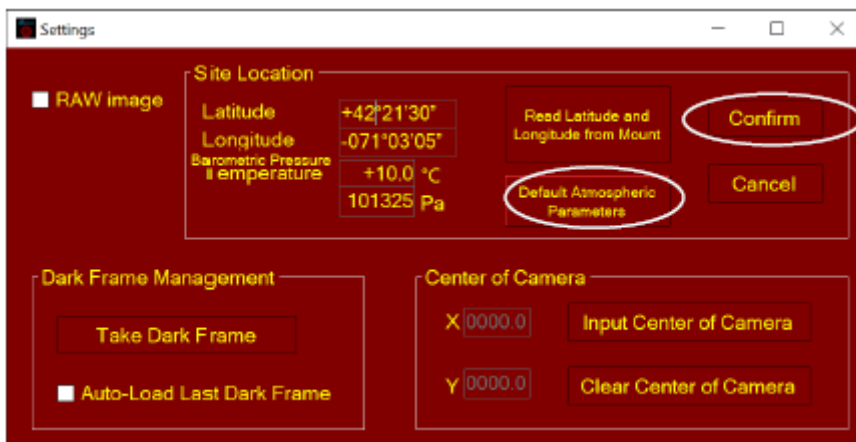 Settings
RAW image
Site Location
Latitude
+42°21'30"
Longitude
-071°03'05"
Barometric Pressure
Temperature
+10.0 °C
101325 Pa
Read Latitude and
Longitude from Mount
Default Atmospheric
Parameters
Confirm
Cancel
Dark Frame Management
Take Dark Frame
Auto-Load Last Dark Frame
Center of Camera
X 0000.0
Input Center of Camera
Y 0000.0
Clear Center of Camera